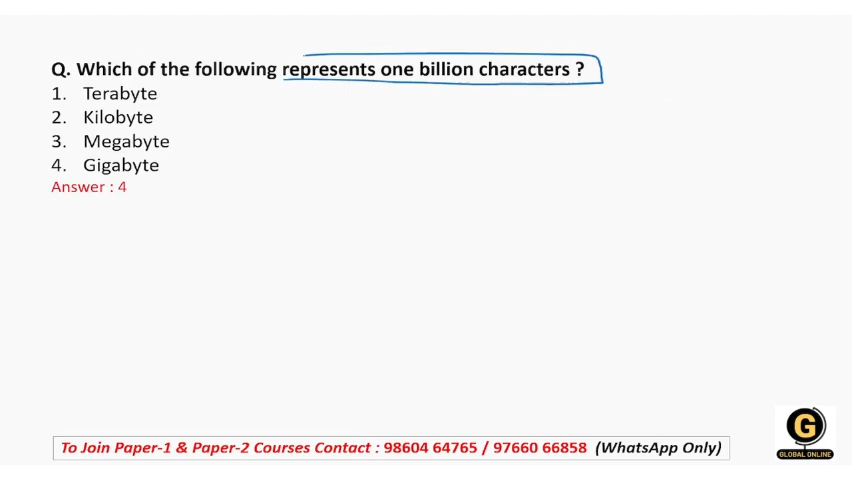 Q. Which of the following represents one billion characters ?
1. Terabyte
2. Kilobyte
3. Megabyte
4. Gigabyte
Answer : 4
To Join Paper-1 & Paper-2 Courses Contact : 98604 64765 / 97660 66858 (WhatsApp Only)
G
GLOBAL ONLINE